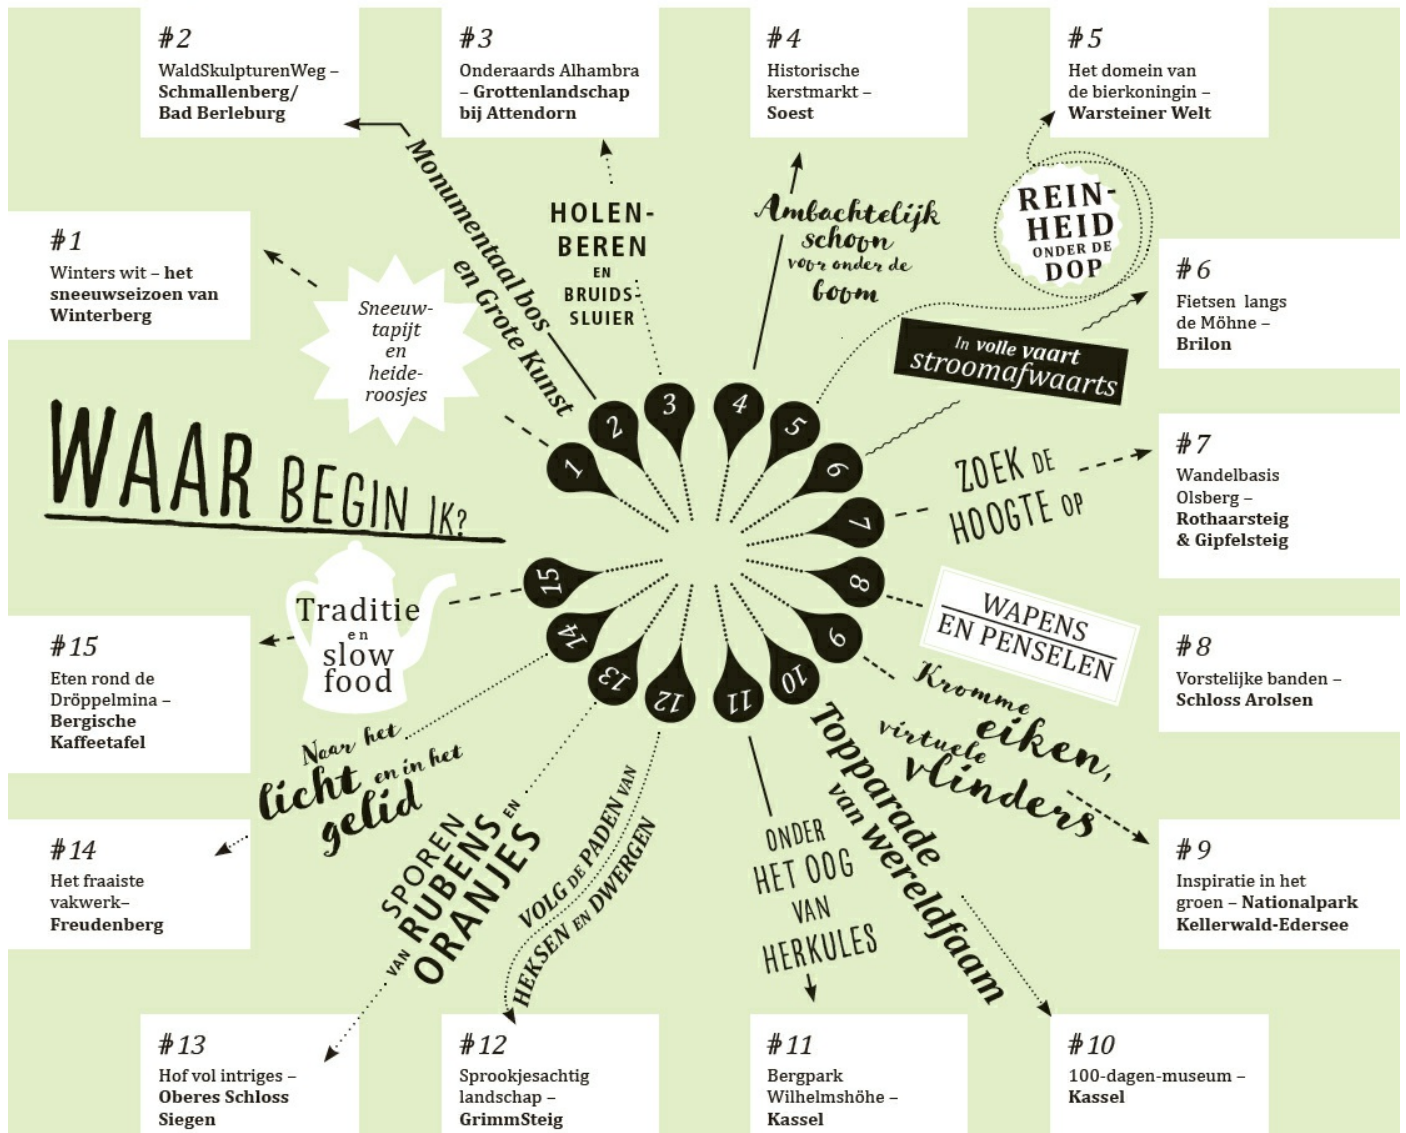 #2
WaldSkulpturenWeg –
Schmallenberg/
Bad Berleburg
#3
Onderaards Alhambra
– Grottenlandschap
bij Attendorn
#4
Historische
kerstmarkt –
Soest
#5
Het domein van
de bierkoningin –
Warsteiner Welt
#1
Winters wit – het
sneeuwseizoen van
Winterberg
Sneeuw-
tapijt
en
heide-
roosjes
Monumentaal bos
en Grote Kunst
HOLEN-
BEREN
EN
BRUIDS-
SLUIER
Ambachtelijk
schoon
voor onder de
boom
REIN-
HEID
ONDER DE
DOP
#6
Fietsen langs
de Möhne –
Brilon
In volle vaart
stroomafwaarts
#7
Wandelbasis
Olsberg –
Rothaarsteig
& Gipfelsteig
ZOEK DE
HOOGTE OP
WAAR BEGIN IK?
1
2
3
4
5
6
7
8
9
10
11
12
13
14
15
WAPENS
EN PENSELEN
#8
Vorstelijke banden –
Schloss Arolsen
Kromme
eiken,
virtuele
vlinders
#9
Inspiratie in het
groen – Nationalpark
Kellerwald-Edersee
Topparade
van wereldfaam
#10
100-dagen-museum –
Kassel
ONDER
HET OOG
VAN
HERKULES
#11
Bergpark
Wilhelmshöhe –
Kassel
VOLG DE PADEN VAN
HEKSEN EN DWERGEN
#12
Sprookjesachtig
landschap –
GrimmSteig
SPOREN
VAN RUBENS EN
ORANJES
#13
Hof vol intriges –
Oberes Schloss
Siegen
Naar het
licht en in het
gelid
#14
Het fraaiste
vakwerk–
Freudenberg
Traditie
en
slow
food
#15
Eten rond de
Dröppelmina –
Bergische
Kaffeetafel